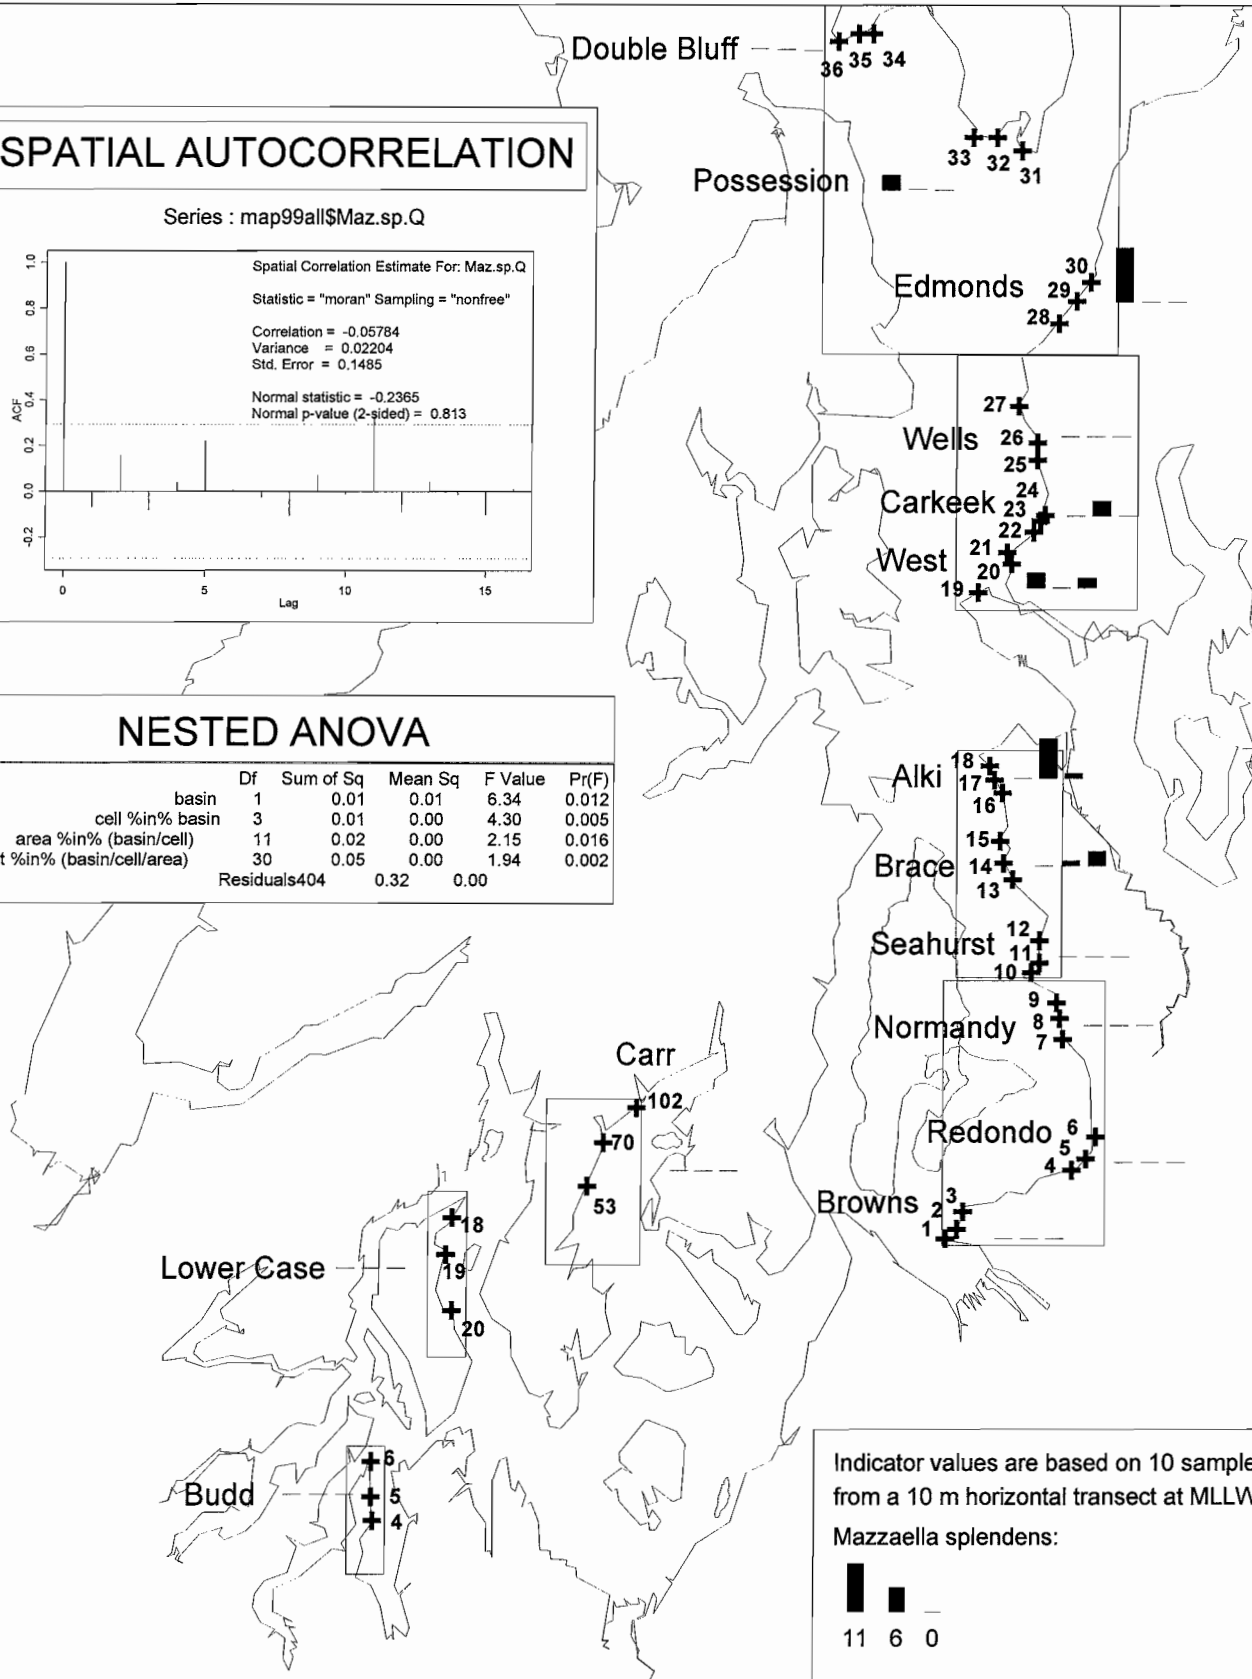 Double Bluff
36 35 34
SPATIAL AUTOCORRELATION
33 32 31
Possession
Series : map99all$Maz.sp.Q
Spatial Correlation Estimate For: Maz.sp.Q
Statistic = "moran" Sampling = "nonfree"
Correlation = -0.05784
Variance = 0.02204
Std. Error = 0.1485
Normal statistic = -0.2365
Normal p-value (2-sided) = 0.813
ACF
1.0
0.8
0.6
0.4
0.2
0.0
-0.2
0 5 10 15
Lag
30
Edmonds 29
28
27
Wells 26
25
24
Carkeek 23
22
21
West 20
19
NESTED ANOVA
Df Sum of Sq Mean Sq F Value Pr(F)
basin 1 0.01 0.01 6.34 0.012
cell %in% basin 3 0.01 0.00 4.30 0.005
area %in% (basin/cell) 11 0.02 0.00 2.15 0.016
t %in% (basin/cell/area) 30 0.05 0.00 1.94 0.002
Residuals404 0.32 0.00
18
Alki 17
16
15
Brace 14
13
12
Seahurst 11
10
9
Normandy 8
7
Carr
102
70
53
Redondo 6
5
4
Browns 3
2
1
18
Lower Case 19
20
6
Budd 5
4
Indicator values are based on 10 sample
from a 10 m horizontal transect at MLLW
Mazzaella splendens:
11 6 0